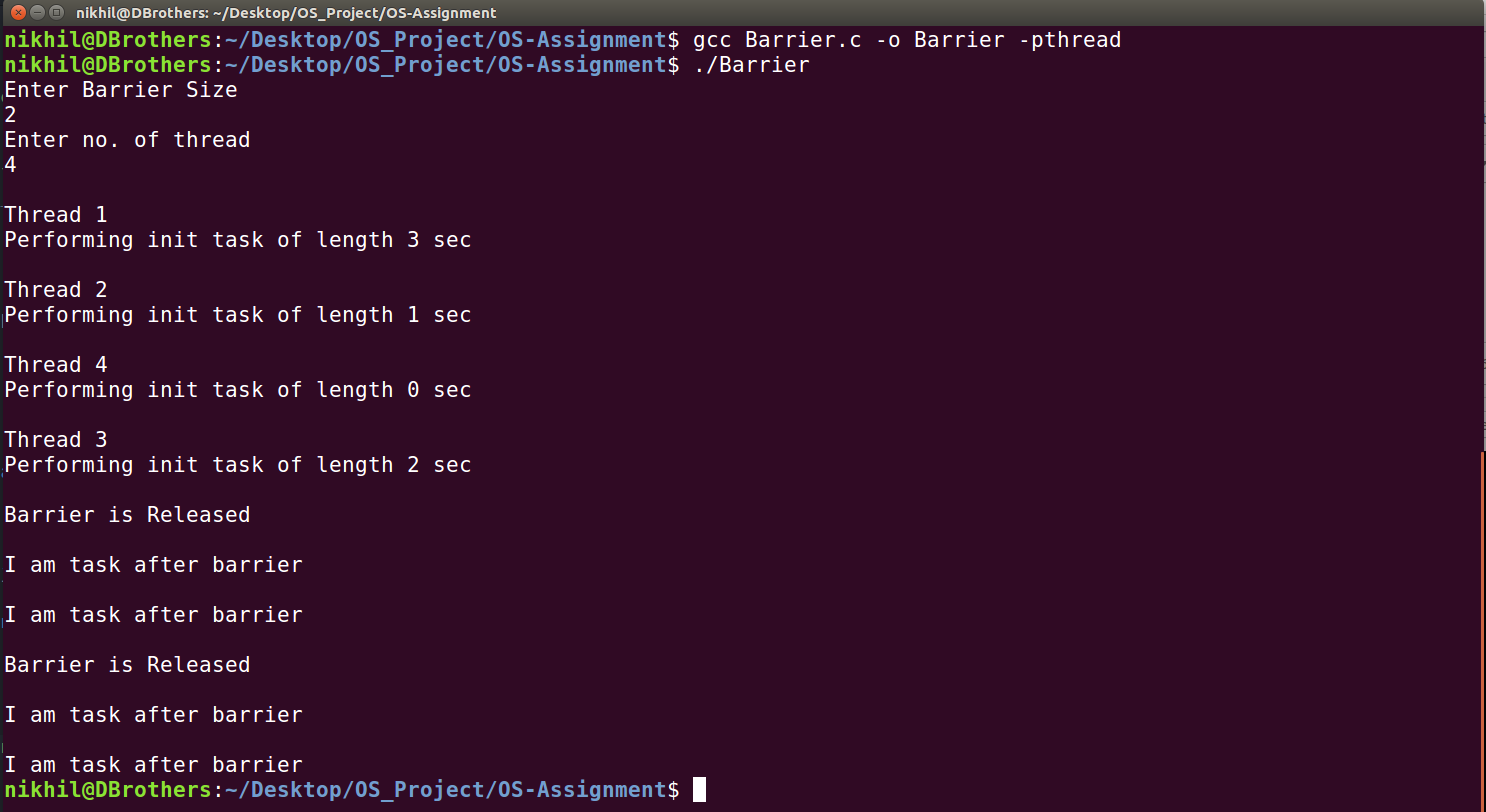 nikhil@DBrothers: ~/Desktop/OS_Project/OS-Assignment
nikhil@DBrothers:~/Desktop/OS_Project/OS-Assignment$ gcc Barrier.c -o Barrier -pthread
nikhil@DBrothers:~/Desktop/OS_Project/OS-Assignment$ ./Barrier
Enter Barrier Size
2
Enter no. of thread
4
Thread 1
Performing init task of length 3 sec
Thread 2
Performing init task of length 1 sec
Thread 4
Performing init task of length 0 sec
Thread 3
Performing init task of length 2 sec
Barrier is Released
I am task after barrier
I am task after barrier
Barrier is Released
I am task after barrier
I am task after barrier
nikhil@DBrothers:~/Desktop/OS_Project/OS-Assignment$